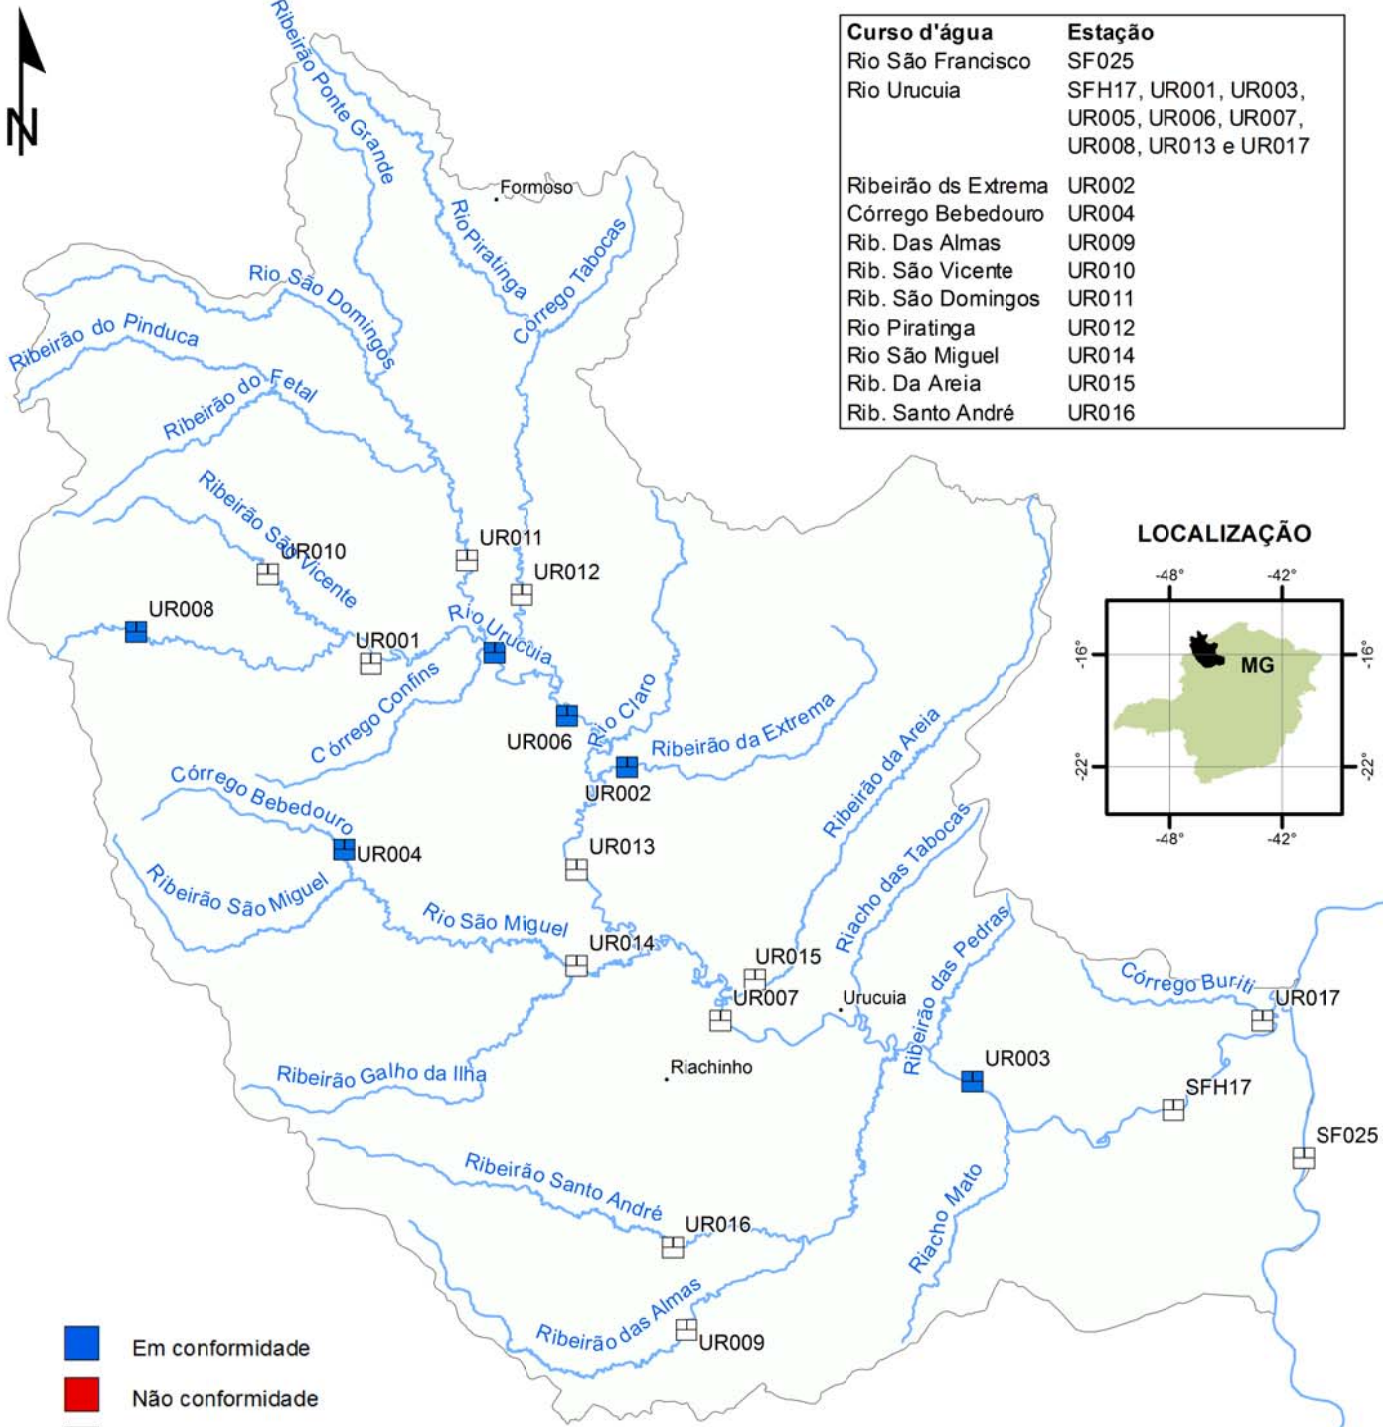 N
Curso d'água Estação
Rio São Francisco SF025
Rio Urucuia SFH17, UR001, UR003,
UR005, UR006, UR007,
UR008, UR013 e UR017
Ribeirão ds Extrema UR002
Córrego Bebedouro UR004
Rib. Das Almas UR009
Rib. São Vicente UR010
Rib. São Domingos UR011
Rio Piratinga UR012
Rio São Miguel UR014
Rib. Da Areia UR015
Rib. Santo André UR016
Ribeirão Ponte Grande
Formoso
Rio Piratinga
Córrego Tabocas
Rio São Domingos
Ribeirão do Pinduca
Ribeirão do Fetal
Ribeirão São Vicente
UR010
UR011
UR012
UR008
UR001
Rio Urucuia
Córrego Confins
UR006
Rio Claro
Ribeirão da Extrema
UR002
Ribeirão da Areia
Córrego Bebedouro
UR004
UR013
Ribeirão São Miguel
Rio São Miguel
UR014
Riacho das Tabocas
UR015
UR007
Urucuia
Ribeirão das Pedras
Córrego Buriti
UR017
UR003
Riachinho
Ribeirão Galho da Ilha
SFH17
SF025
Ribeirão Santo André
UR016
Riacho Mato
Ribeirão das Almas
UR009
LOCALIZAÇÃO
-48° -42°
-16° -16°
MG
-22° -22°
-48° -42°
Em conformidade
Não conformidade